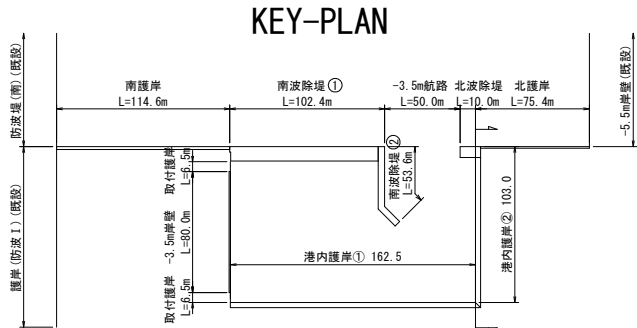 KEY-PLAN
防波堤(南)(既設)
南護岸
L=114.6m
南波除堤①
L=102.4m
-3.5m航路
L=50.0m
北波除堤
L=10.0m
北護岸
L=75.4m
-5.5m岸壁(既設)
護岸(防波Ⅰ)(既設)
取付護岸
L=6.5m
-3.5m岸壁
L=80.0m
取付護岸
L=6.5m
南波除堤②
L=53.6m
港内護岸① 162.5
港内護岸② 103.0